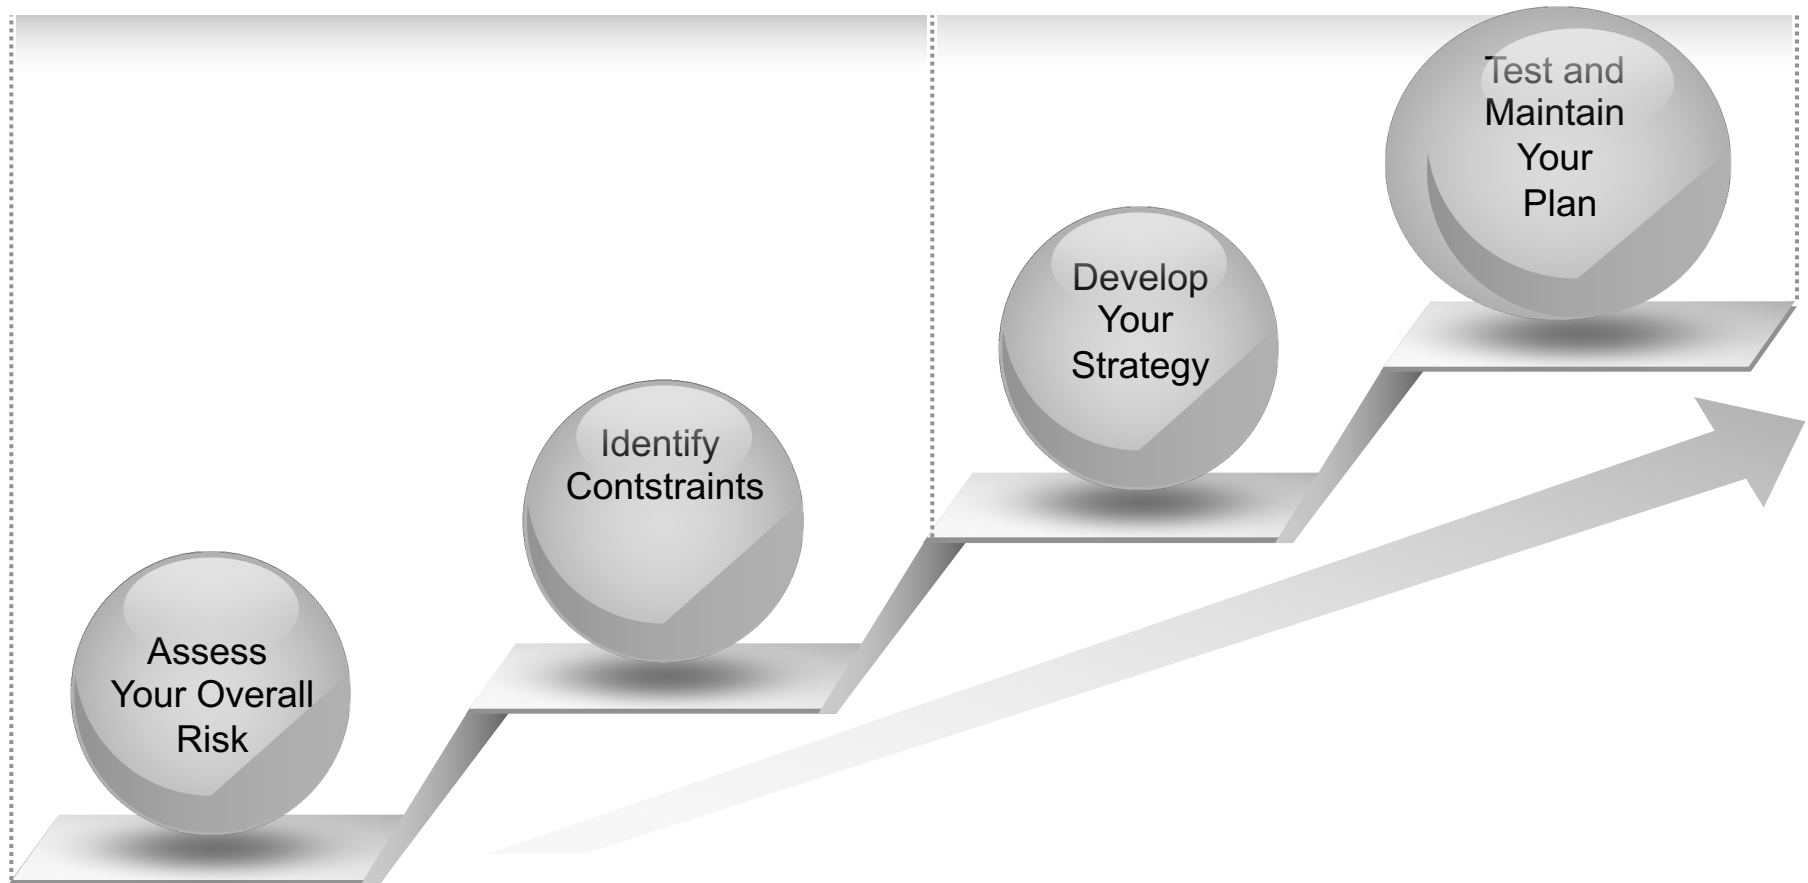 Assess
Your Overall
Risk
Identify
Contstraints
Develop
Your
Strategy
Test and
Maintain
Your
Plan